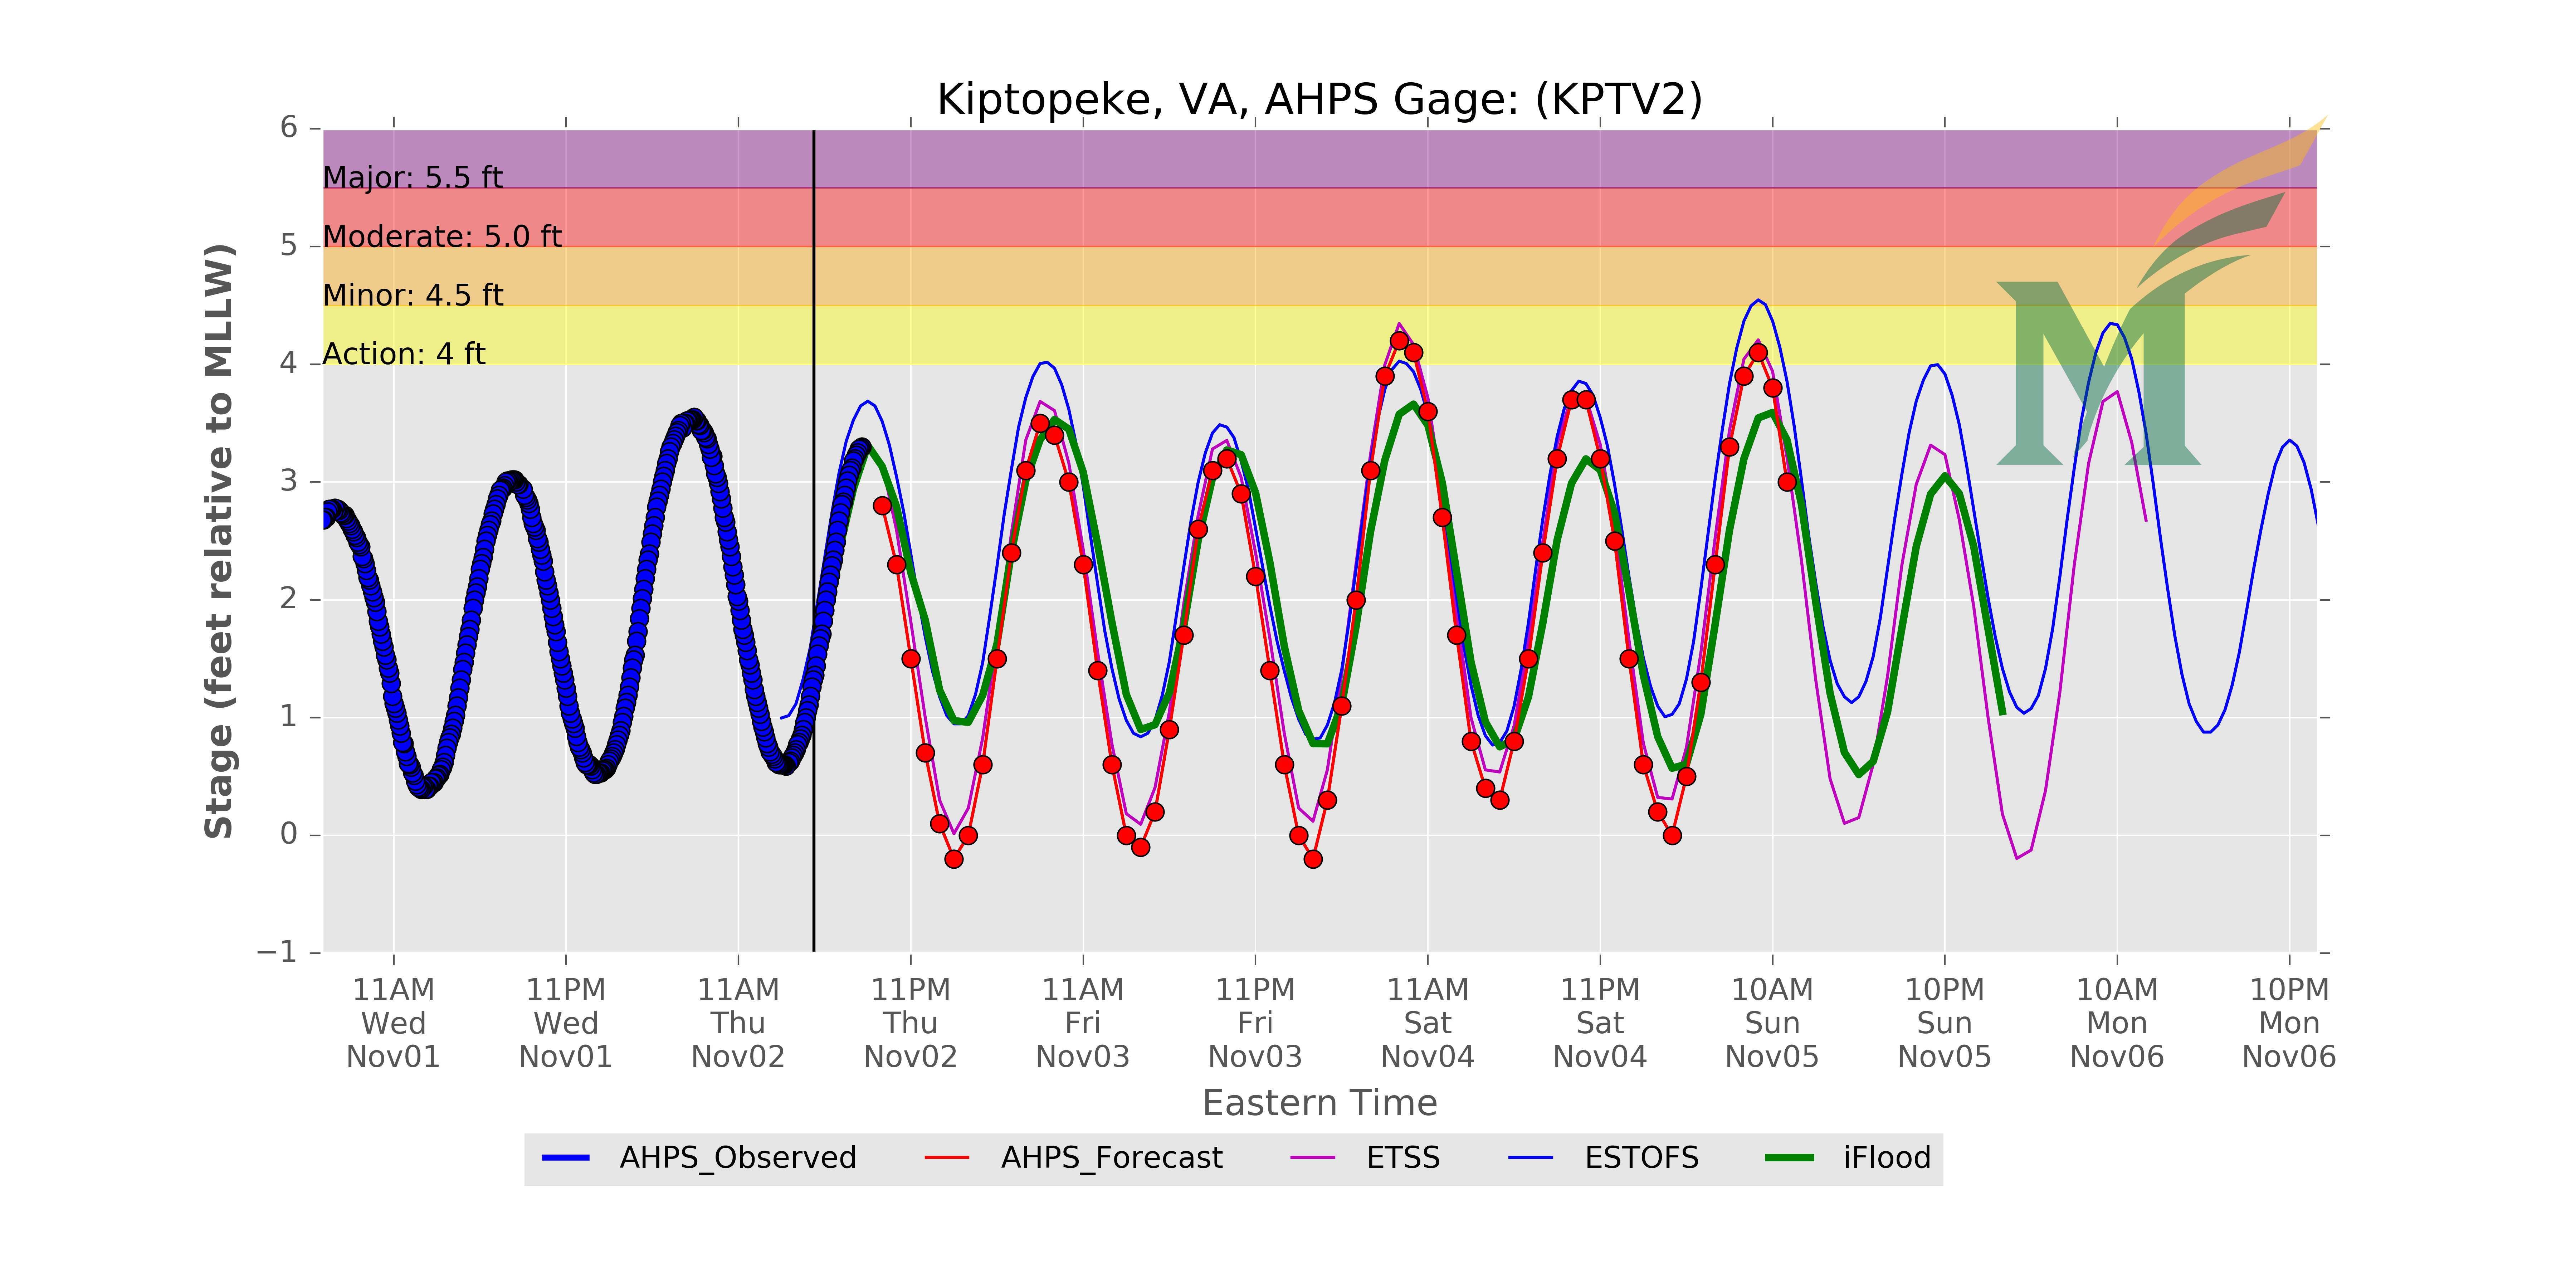 Kiptopeke, VA, AHPS Gage: (KPTV2)
6
5
4
3
2
1
0
−1
Stage (feet relative to MLLW)
Major: 5.5 ft
Moderate: 5.0 ft
Minor: 4.5 ft
Action: 4 ft
M
11AM Wed Nov01
11PM Wed Nov01
11AM Thu Nov02
11PM Thu Nov02
11AM Fri Nov03
11PM Fri Nov03
11AM Sat Nov04
11PM Sat Nov04
10AM Sun Nov05
10PM Sun Nov05
10AM Mon Nov06
10PM Mon Nov06
Eastern Time
AHPS_Observed
AHPS_Forecast
ETSS
ESTOFS
iFlood